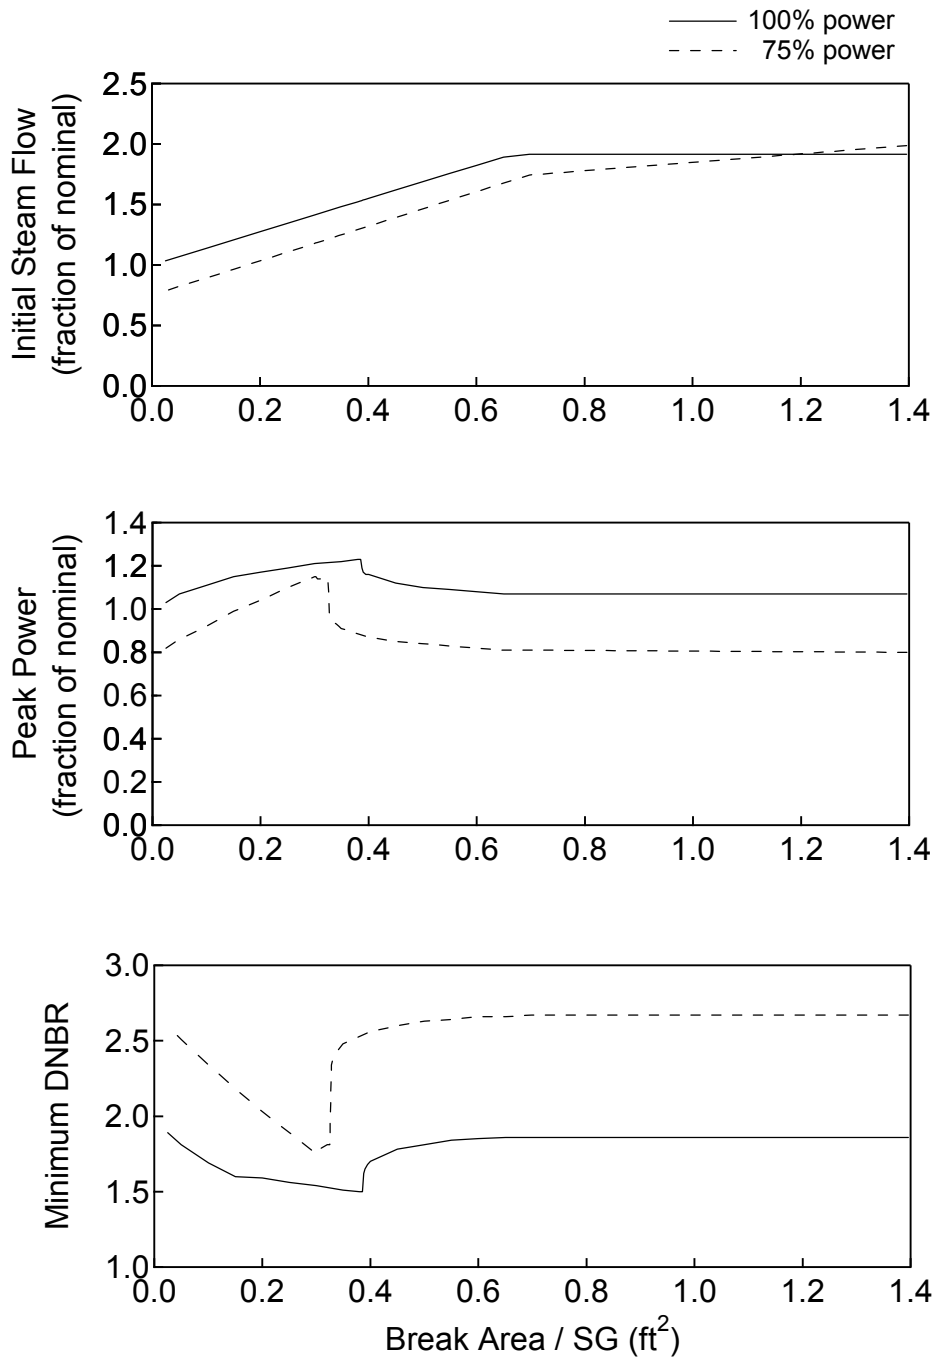 100% power
75% power
Initial Steam Flow
(fraction of nominal)
2.5
2.0
1.5
1.0
0.5
0.0
0.0 0.2 0.4 0.6 0.8 1.0 1.2 1.4
Peak Power
(fraction of nominal)
1.4
1.2
1.0
0.8
0.6
0.4
0.2
0.0
0.0 0.2 0.4 0.6 0.8 1.0 1.2 1.4
Minimum DNBR
3.0
2.5
2.0
1.5
1.0
0.0 0.2 0.4 0.6 0.8 1.0 1.2 1.4
Break Area / SG (ft²)